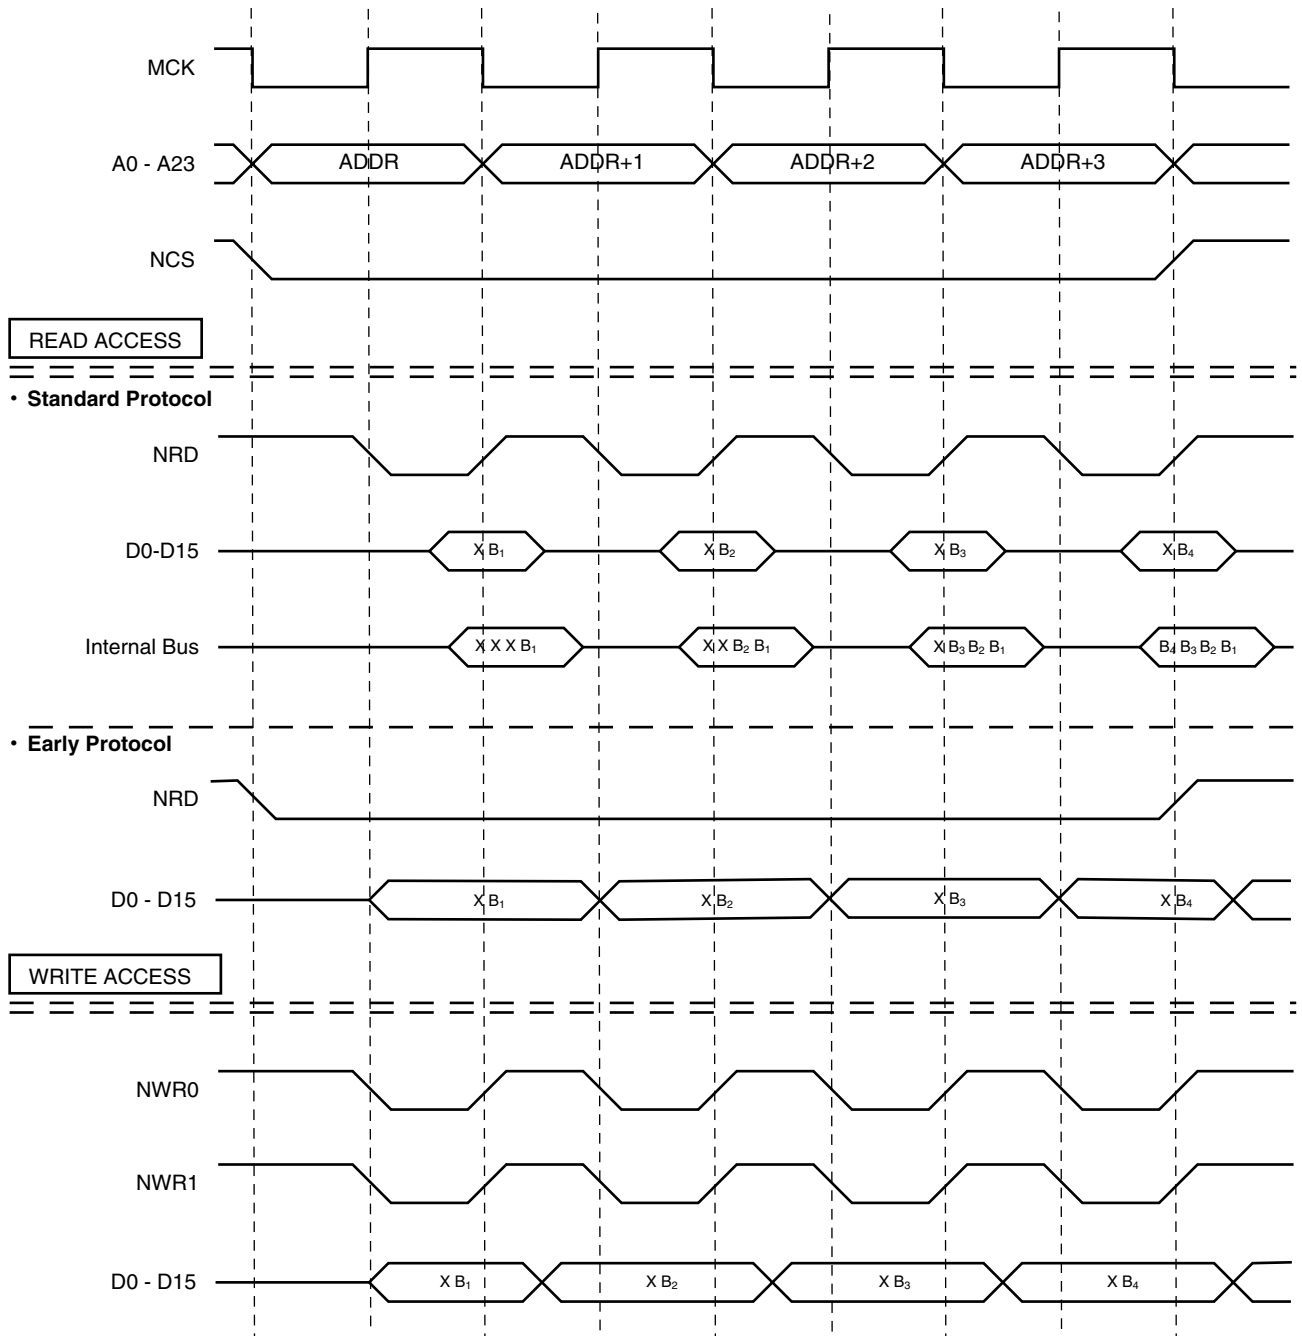 MCK
A0 - A23 ADDR ADDR+1 ADDR+2 ADDR+3
NCS
READ ACCESS
• Standard Protocol
NRD
D0-D15 X B₁ X B₂ X B₃ X B₄
Internal Bus X X X B₁ X X B₂ B₁ X B₃ B₂ B₁ B₄ B₃ B₂ B₁
• Early Protocol
NRD
D0 - D15 X B₁ X B₂ X B₃ X B₄
WRITE ACCESS
NWR0
NWR1
D0 - D15 X B₁ X B₂ X B₃ X B₄